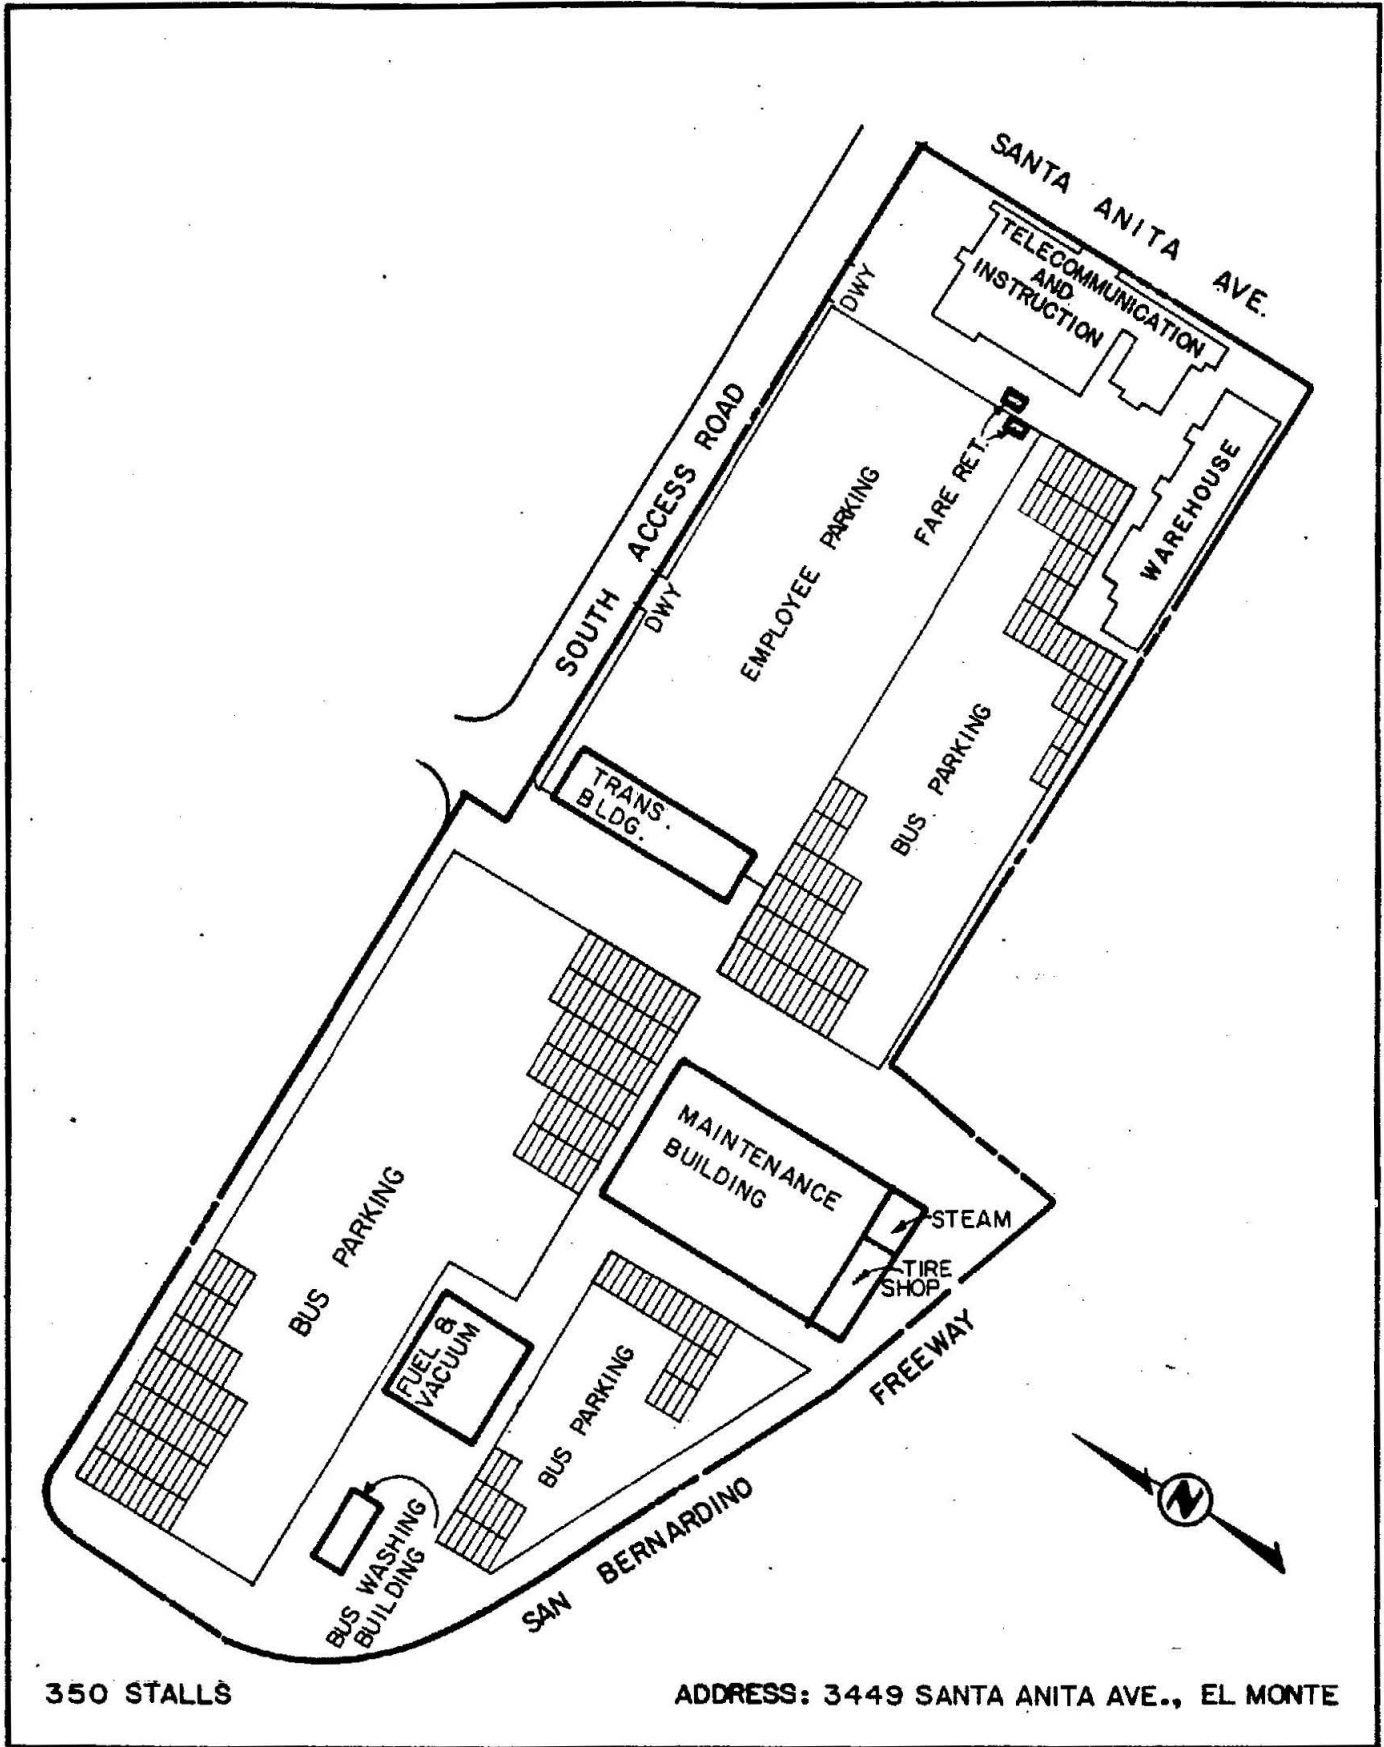 SANTA ANITA AVE.
TELECOMMUNICATION
AND
INSTRUCTION
DWY
SOUTH ACCESS ROAD
FARE RET.
WAREHOUSE
EMPLOYEE PARKING
DWY
BUS PARKING
TRANS.
BLDG.
MAINTENANCE
BUILDING
STEAM
TIRE
SHOP
BUS PARKING
FUEL &
VACUUM
BUS PARKING
FREEWAY
SAN BERNARDINO
BUS WASHING
BUILDING
N
350 STALLS
ADDRESS: 3449 SANTA ANITA AVE., EL MONTE